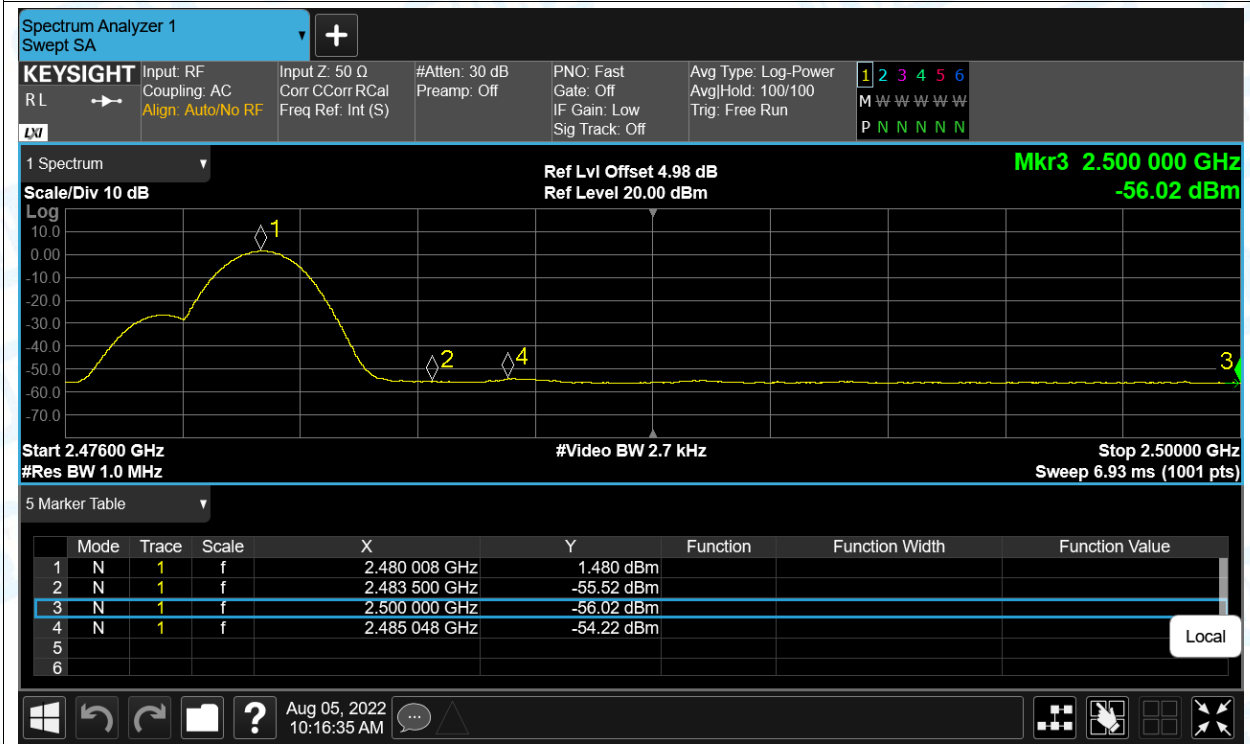 Spectrum Analyzer 1
Swept SA
+
KEYSIGHT Input: RF Input Z: 50 Ω #Atten: 30 dB PNO: Fast Avg Type: Log-Power 1 2 3 4 5 6
R L Coupling: AC Corr CCorr RCal Preamp: Off Gate: Off Avg|Hold: 100/100 M W W W W W
Align: Auto/No RF Freq Ref: Int (S) IF Gain: Low Trig: Free Run
LXI Sig Track: Off P N N N N N
1 Spectrum
Ref Lvl Offset 4.98 dB Mkr3 2.500 000 GHz
Scale/Div 10 dB Ref Level 20.00 dBm -56.02 dBm
Log
10.0
0.00
-10.0
-20.0
-30.0
-40.0
-50.0
-60.0
-70.0
1
2
4
3
Start 2.47600 GHz #Video BW 2.7 kHz Stop 2.50000 GHz
#Res BW 1.0 MHz Sweep 6.93 ms (1001 pts)
5 Marker Table
Mode Trace Scale X Y Function Function Width Function Value
1 N 1 f 2.480 008 GHz 1.480 dBm
2 N 1 f 2.483 500 GHz -55.52 dBm
3 N 1 f 2.500 000 GHz -56.02 dBm
4 N 1 f 2.485 048 GHz -54.22 dBm
5
6
Local
? Aug 05, 2022
10:16:35 AM